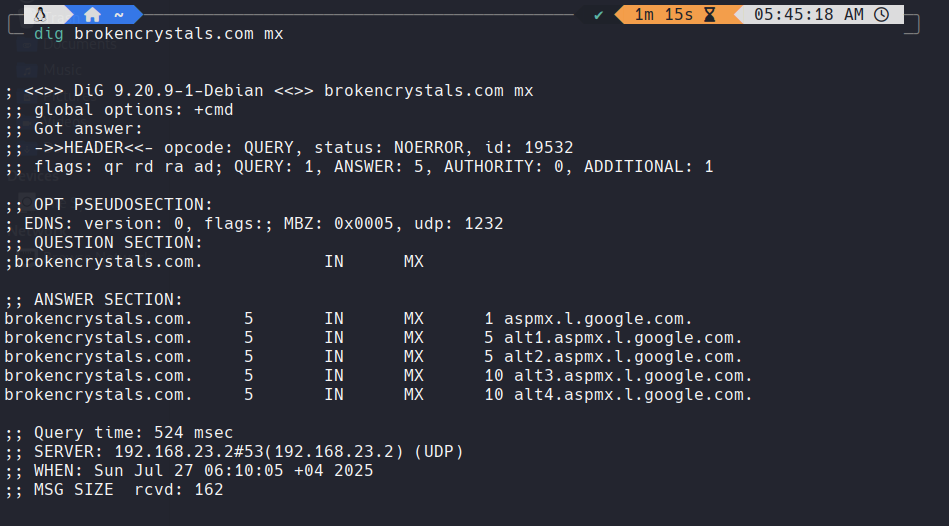 ~ ✔ 1m 15s 05:45:18 AM
dig brokencrystals.com mx
Documents
Music
; <<>> DiG 9.20.9-1-Debian <<>> brokencrystals.com mx
;; global options: +cmd
;; Got answer:
;; ->>HEADER<<- opcode: QUERY, status: NOERROR, id: 19532
;; flags: qr rd ra ad; QUERY: 1, ANSWER: 5, AUTHORITY: 0, ADDITIONAL: 1
;; OPT PSEUDOSECTION:
; EDNS: version: 0, flags:; MBZ: 0x0005, udp: 1232
;; QUESTION SECTION:
;brokencrystals.com. IN MX
;; ANSWER SECTION:
brokencrystals.com. 5 IN MX 1 aspmx.l.google.com.
brokencrystals.com. 5 IN MX 5 alt1.aspmx.l.google.com.
brokencrystals.com. 5 IN MX 5 alt2.aspmx.l.google.com.
brokencrystals.com. 5 IN MX 10 alt3.aspmx.l.google.com.
brokencrystals.com. 5 IN MX 10 alt4.aspmx.l.google.com.
;; Query time: 524 msec
;; SERVER: 192.168.23.2#53(192.168.23.2) (UDP)
;; WHEN: Sun Jul 27 06:10:05 +04 2025
;; MSG SIZE rcvd: 162